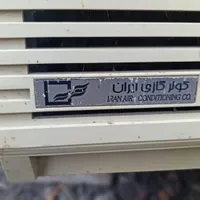 کولر گازی ایران
IRAN AIR CONDITIONING CO.